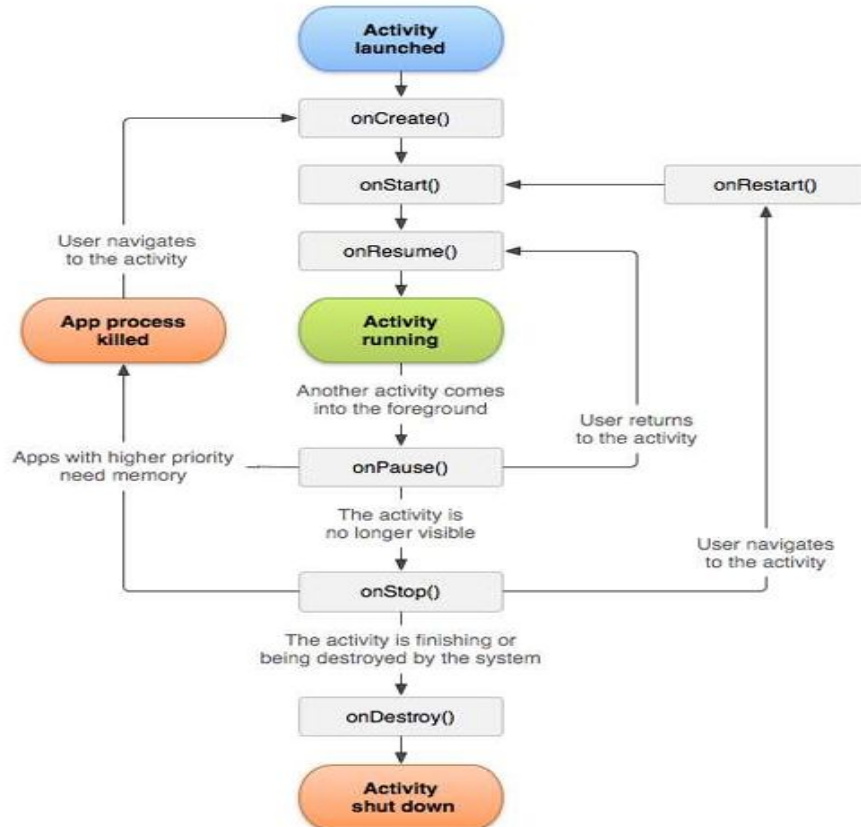 Activity
launched
onCreate()
onStart()
onRestart()
User navigates
to the activity
onResume()
App process
killed
Activity
running
Another activity comes
into the foreground
User returns
to the activity
Apps with higher priority
need memory
onPause()
The activity is
no longer visible
User navigates
to the activity
onStop()
The activity is finishing or
being destroyed by the system
onDestroy()
Activity
shut down